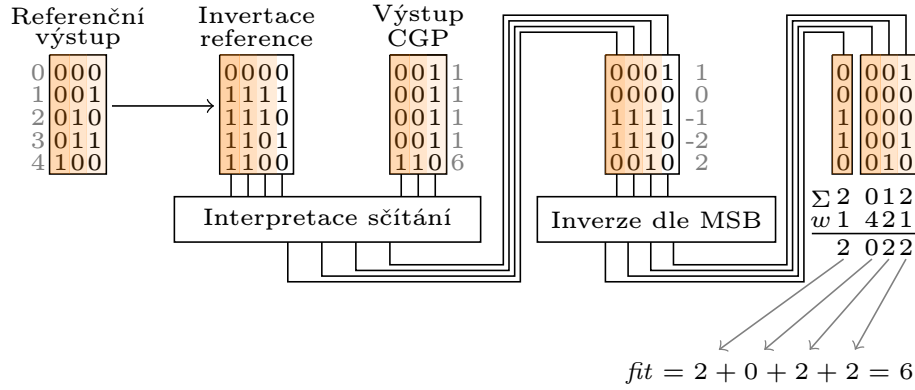 Referenční
výstup
Invertace
reference
Výstup
CGP
0 000
1 001
2 010
3 011
4 100
0000
1111
1110
1101
1100
001 1
001 1
001 1
001 1
110 6
0001 1
0000 0
1111 -1
1110 -2
0010 2
0 001
0 000
1 000
1 001
0 010
Interpretace sčítání
Inverze dle MSB
Σ 2 012
w 1 421
2 022
fit = 2 + 0 + 2 + 2 = 6